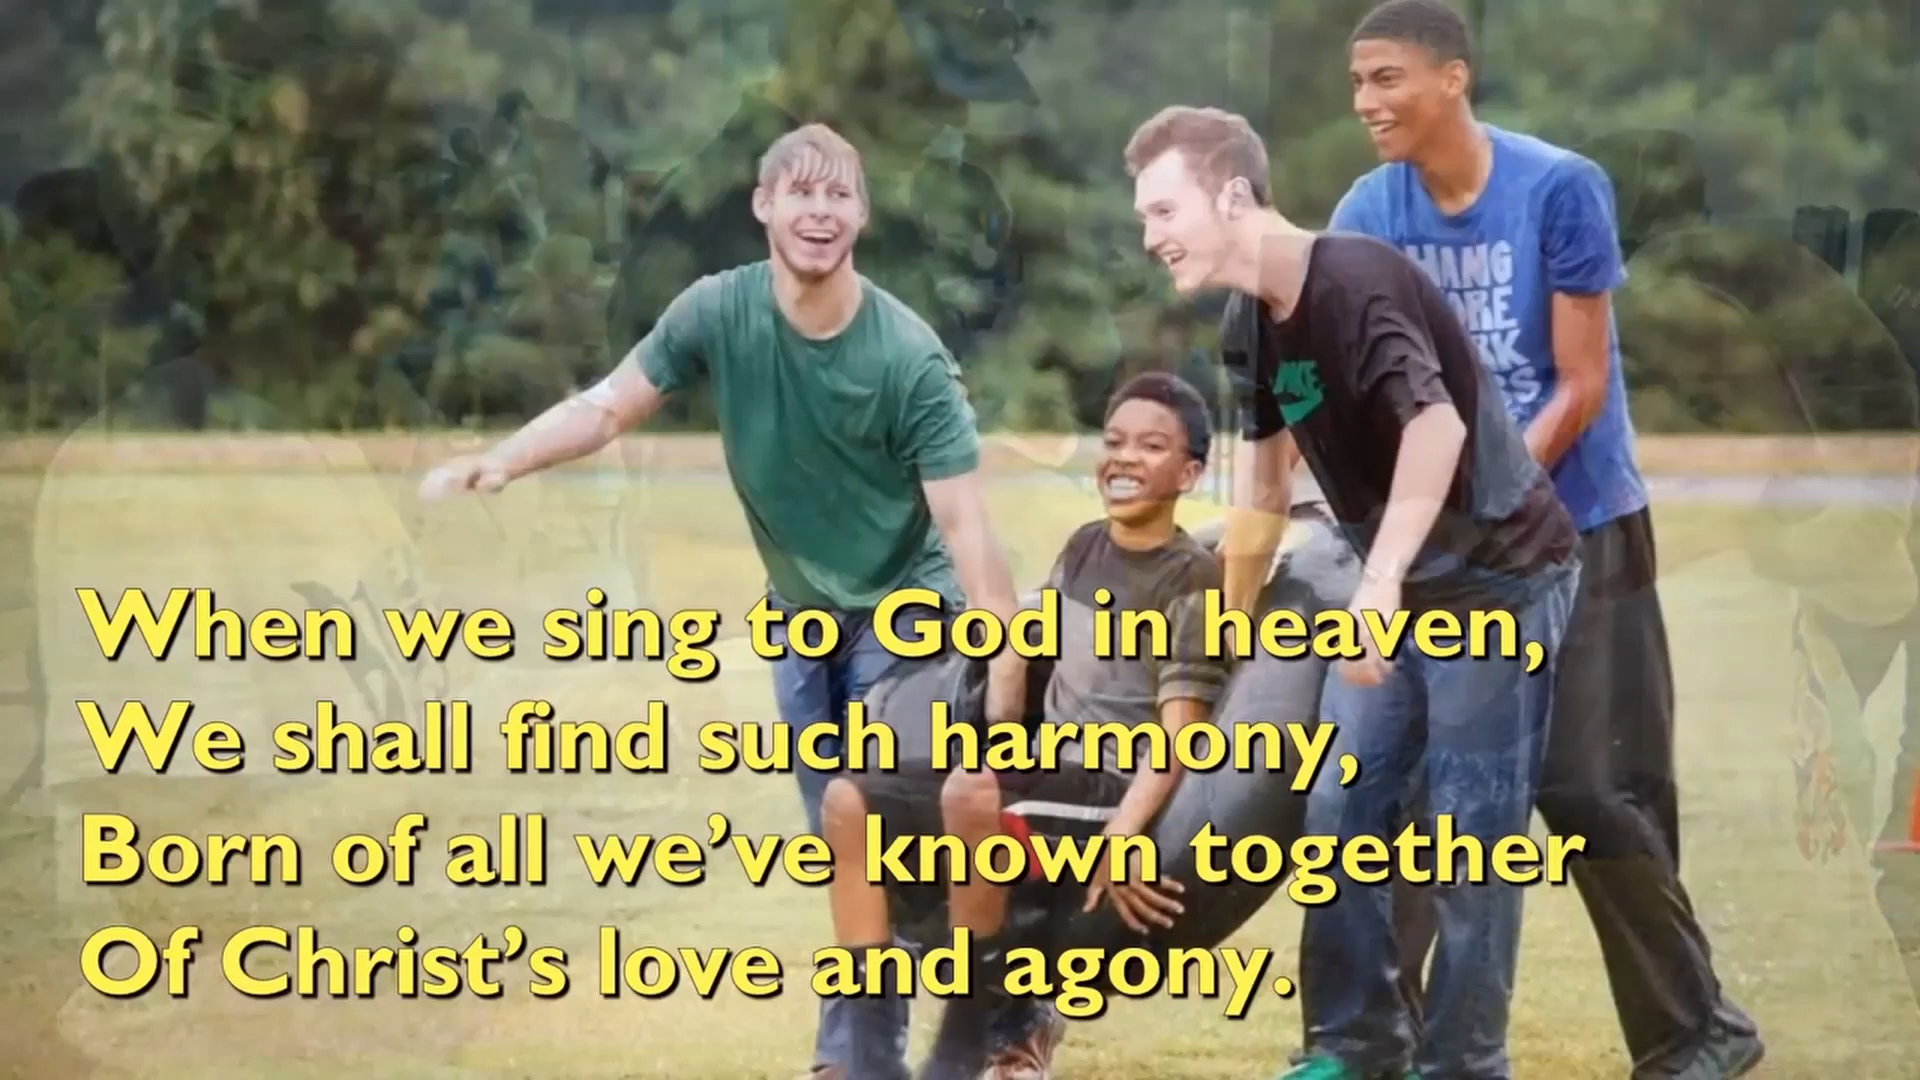 When we sing to God in heaven,
We shall find such harmony,
Born of all we've known together
Of Christ's love and agony.
HANG